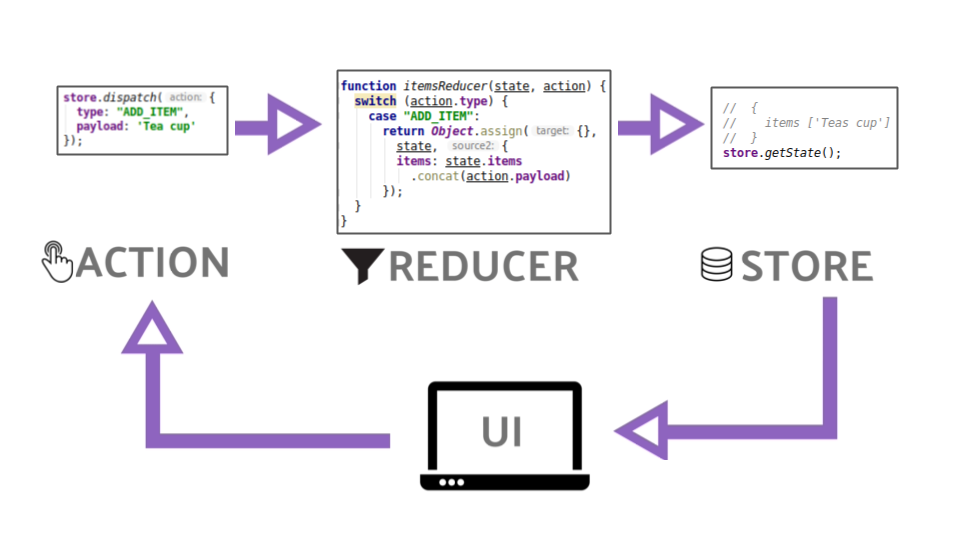 store.dispatch( action: {
type: "ADD_ITEM",
payload: 'Tea cup'
});
function itemsReducer(state, action) {
switch (action.type) {
case "ADD_ITEM":
return Object.assign( target: {},
state, source2: {
items: state.items
.concat(action.payload)
});
}
}
// {
// items ['Teas cup']
// }
store.getState();
ACTION
REDUCER
STORE
UI